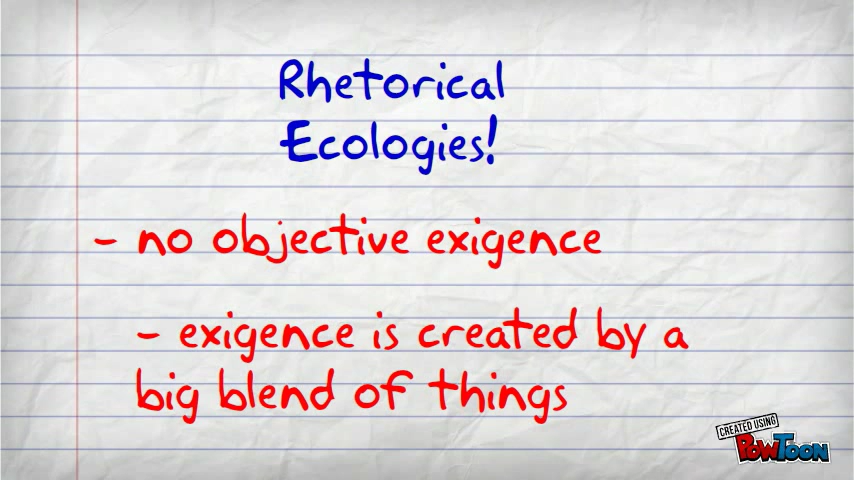 Rhetorical
Ecologies!
- no objective exigence
- exigence is created by a
big blend of things
CREATED USING
POWTOON